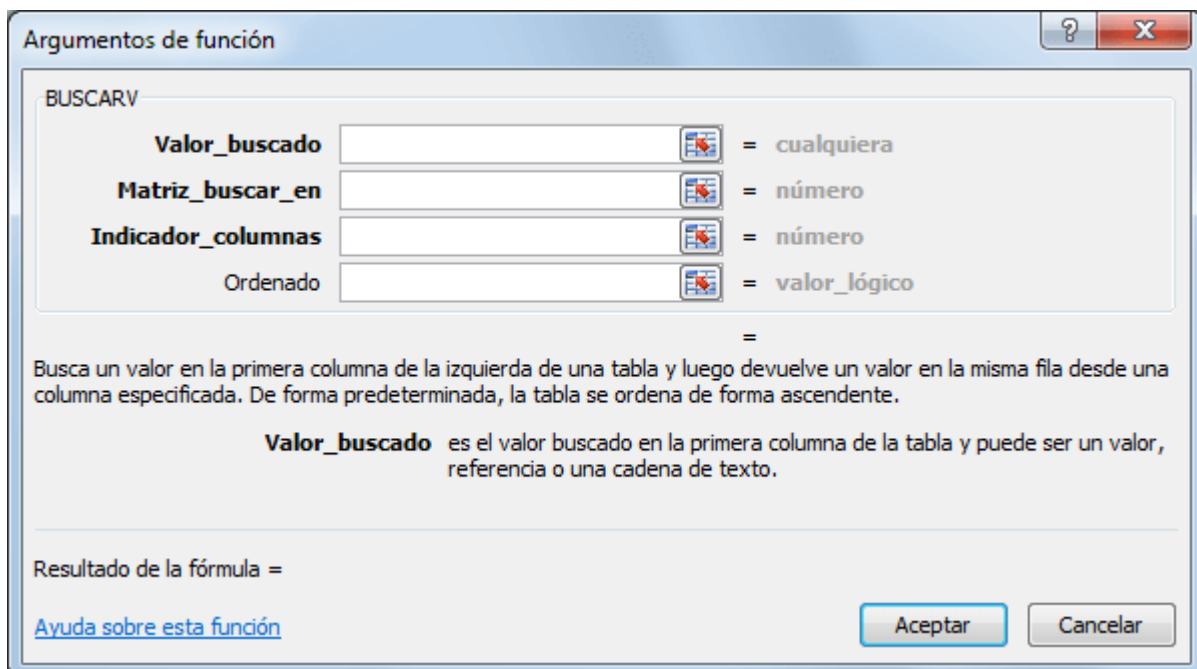 Argumentos de función
BUSCARV
Valor_buscado = cualquiera
Matriz_buscar_en = número
Indicador_columnas = número
Ordenado = valor_lógico
=
Busca un valor en la primera columna de la izquierda de una tabla y luego devuelve un valor en la misma fila desde una
columna especificada. De forma predeterminada, la tabla se ordena de forma ascendente.
Valor_buscado es el valor buscado en la primera columna de la tabla y puede ser un valor,
referencia o una cadena de texto.
Resultado de la fórmula =
Ayuda sobre esta función
Aceptar Cancelar